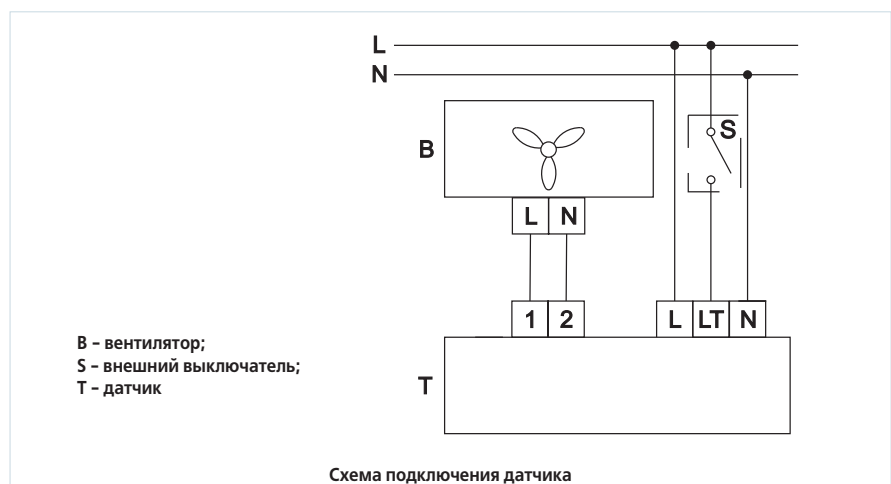 L
N
B
S
L N
1 2 L LT N
T
В – вентилятор;
S – внешний выключатель;
Т – датчик
Схема подключения датчика